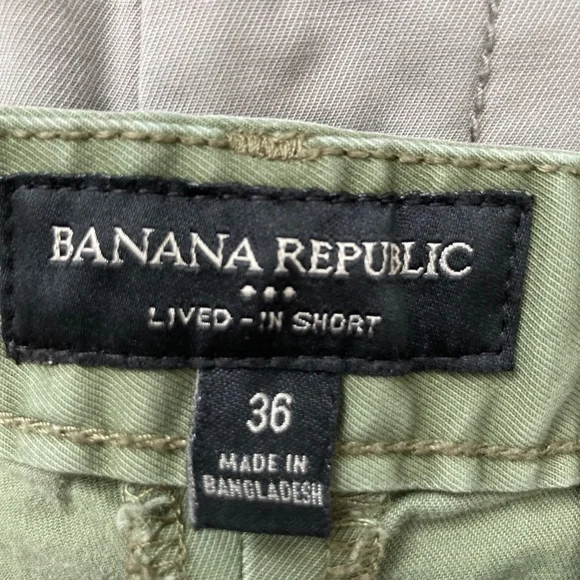 BANANA REPUBLIC
LIVED-IN SHORT
36
MADE IN
BANGLADESH